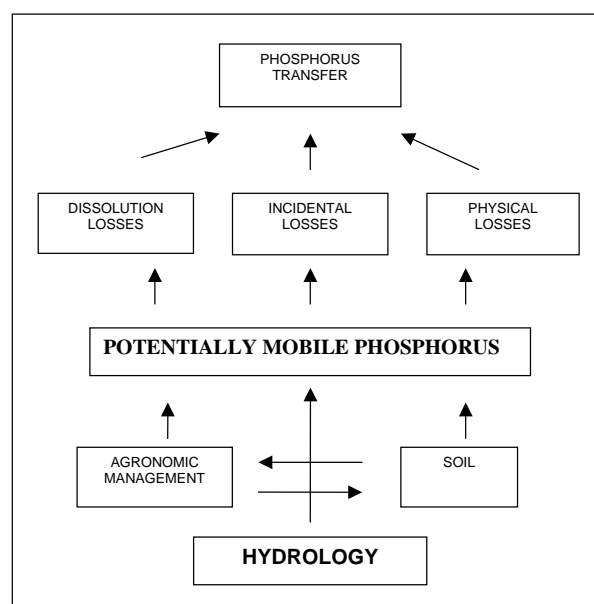 PHOSPHORUS
TRANSFER
DISSOLUTION
LOSSES
INCIDENTAL
LOSSES
PHYSICAL
LOSSES
POTENTIALLY MOBILE PHOSPHORUS
AGRONOMIC
MANAGEMENT
SOIL
HYDROLOGY